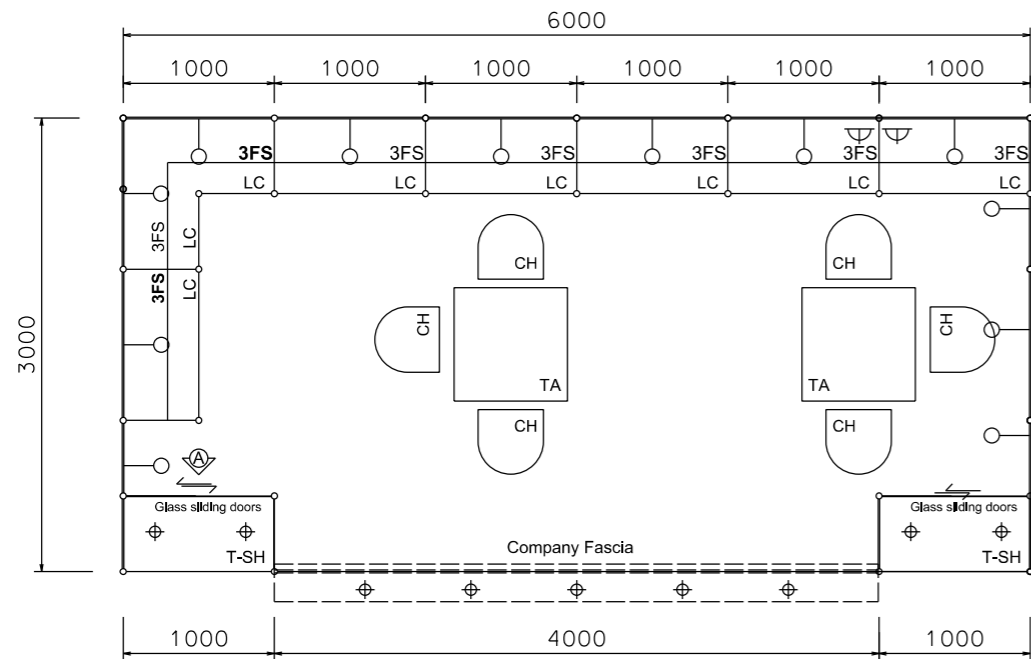 6000
1000 1000 1000 1000 1000 1000
3FS 3FS 3FS 3FS 3FS 3FS
LC LC LC LC LC LC
3FS LC
3FS LC
3000
CH CH
CH CH
TA TA
CH CH
A
Glass sliding doors Glass sliding doors
T-SH T-SH
Company Fascia
1000 4000 1000